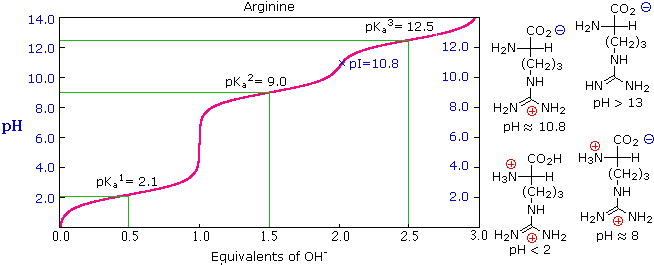 Arginine
14.0
12.0
10.0
8.0
6.0
4.0
2.0
pH
pKa3 = 12.5
pKa2 = 9.0
pKa1 = 2.1
pI=10.8
12.0
10.0
8.0
6.0
4.0
2.0
0.0 0.5 1.0 1.5 2.0 2.5 3.0
Equivalents of OH-
CO2 ⊖
H2N H
(CH2)3
NH
H2N NH2
⊕
pH ≈ 10.8
CO2 ⊖
H2N H
(CH2)3
NH
HN NH2
pH > 13
⊕ CO2H
H3N H
(CH2)3
NH
H2N NH2
⊕
pH < 2
⊕ CO2 ⊖
H3N H
(CH2)3
NH
H2N NH2
⊕
pH ≈ 8